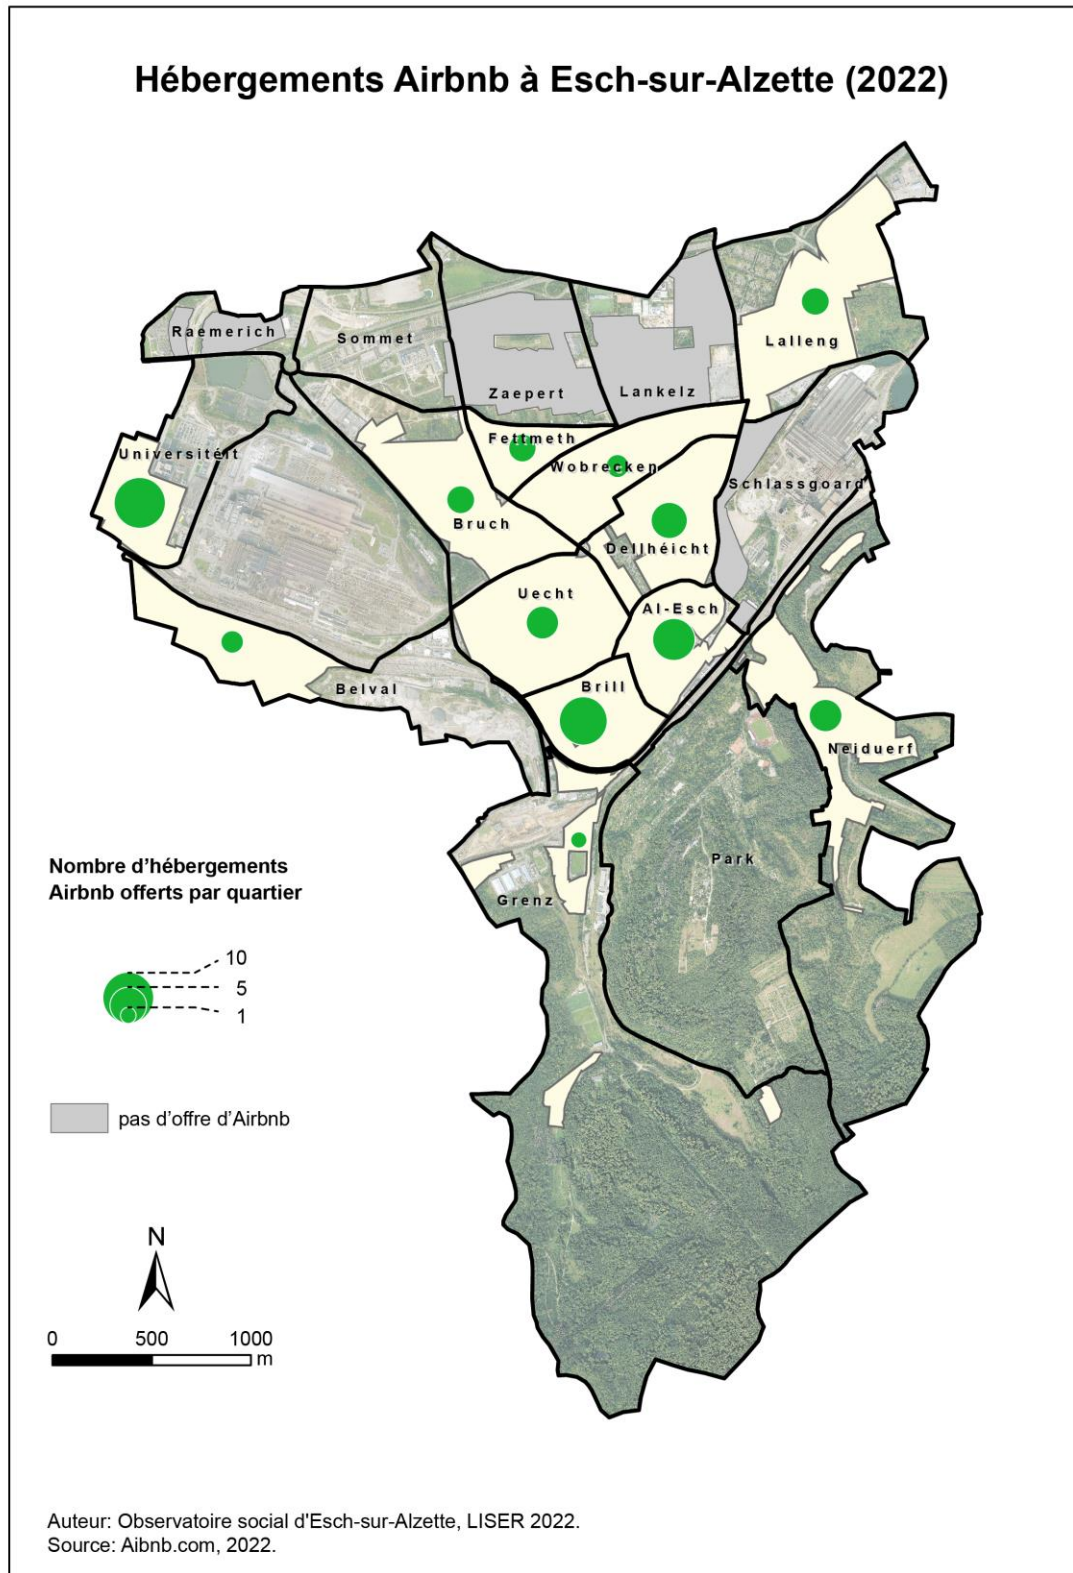 Hébergements Airbnb à Esch-sur-Alzette (2022)
Raemerich
Sommet
Lalleng
Zaepert
Lankelz
Fettmeth
Universitéit
Wobrecken
Schlassgoard
Bruch
Dellhéicht
Uecht
Al-Esch
Belval
Brill
Neiduerf
Park
Grenz
Nombre d'hébergements
Airbnb offerts par quartier
10
5
1
pas d'offre d'Airbnb
N
0 500 1000
m
Auteur: Observatoire social d'Esch-sur-Alzette, LISER 2022.
Source: Aibnb.com, 2022.